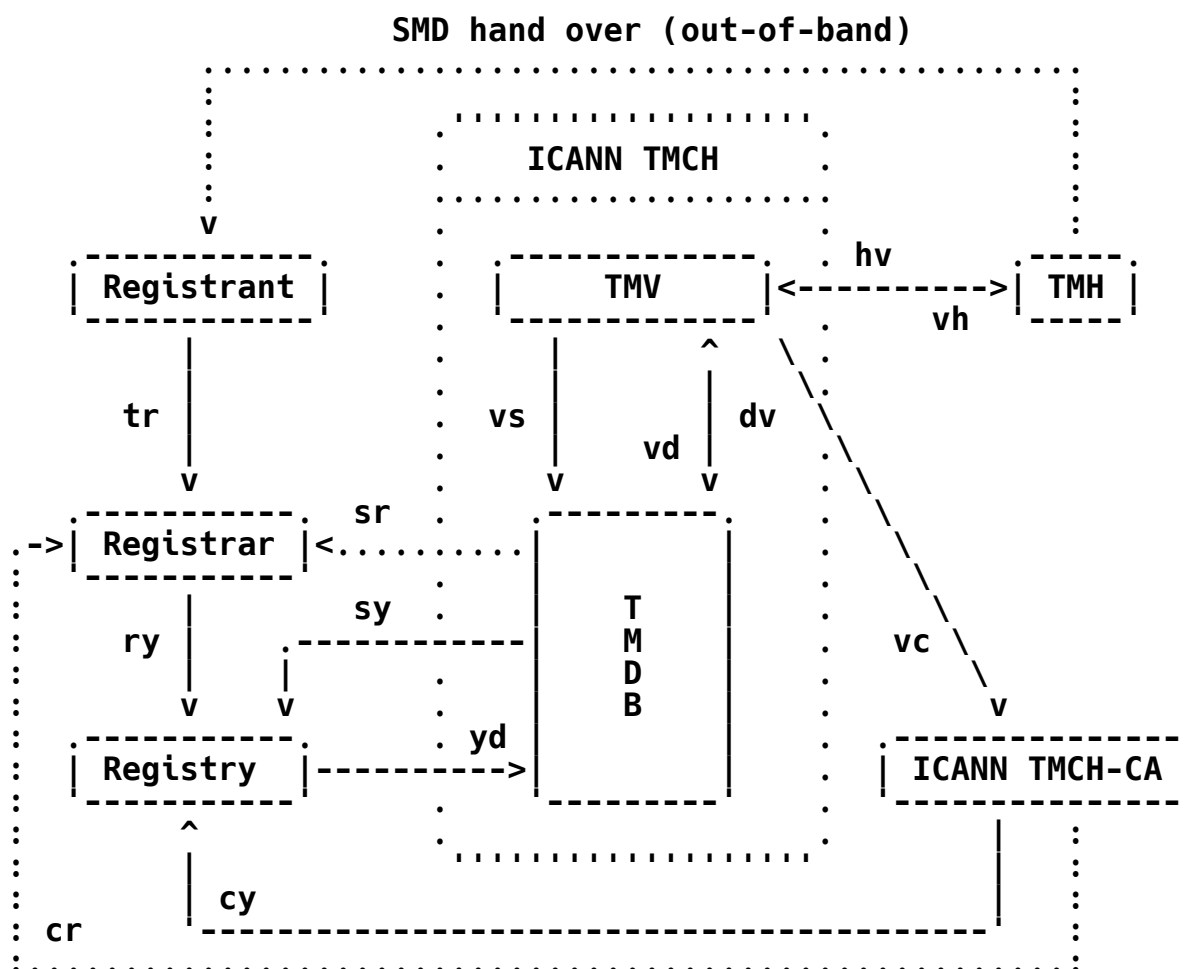 SMD hand over (out-of-band)
ICANN TMCH
hv
Registrant TMV TMH
vh
tr vs dv
vd
sr
Registrar
sy T
ry M vc
D
B
yd
Registry ICANN TMCH-CA
cy
cr